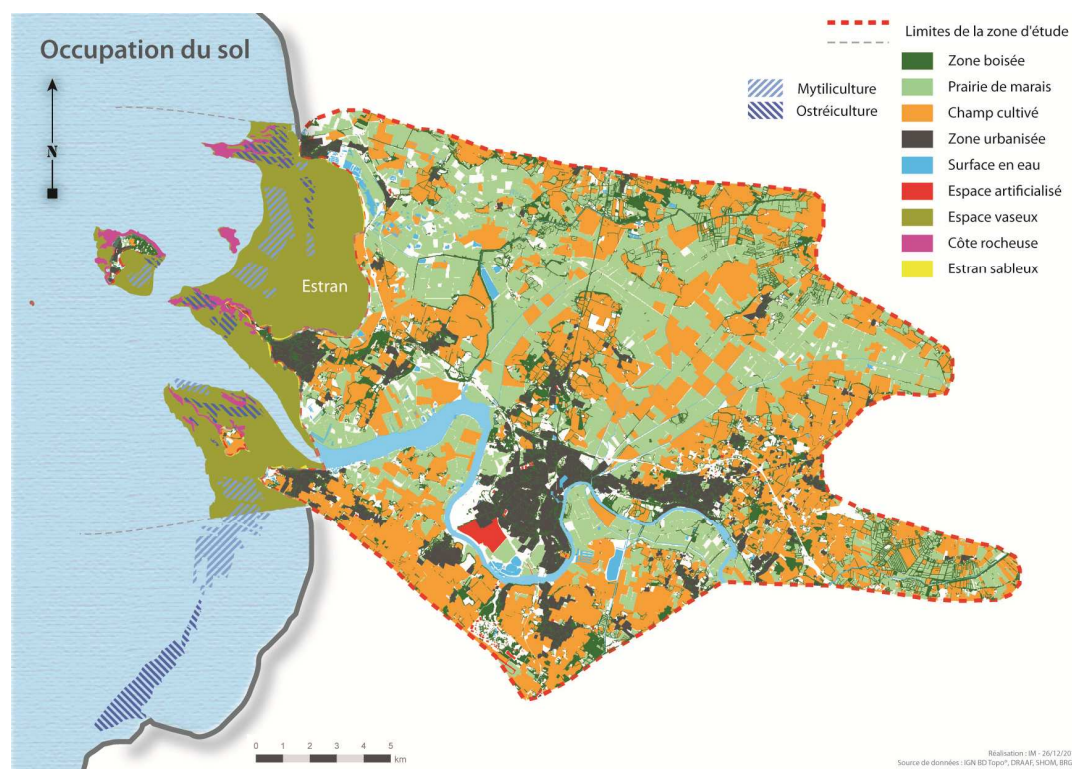 Occupation du sol
N
Estran
Limites de la zone d'étude
Zone boisée
Prairie de marais
Champ cultivé
Zone urbanisée
Surface en eau
Espace artificialisé
Espace vaseux
Côte rocheuse
Estran sableux
Mytiliculture
Ostréiculture
0 1 2 3 4 5
km
Réalisation : IM - 26/12/20
Source de données : IGN BD Topo®, DRAAF, SHOM, BRG